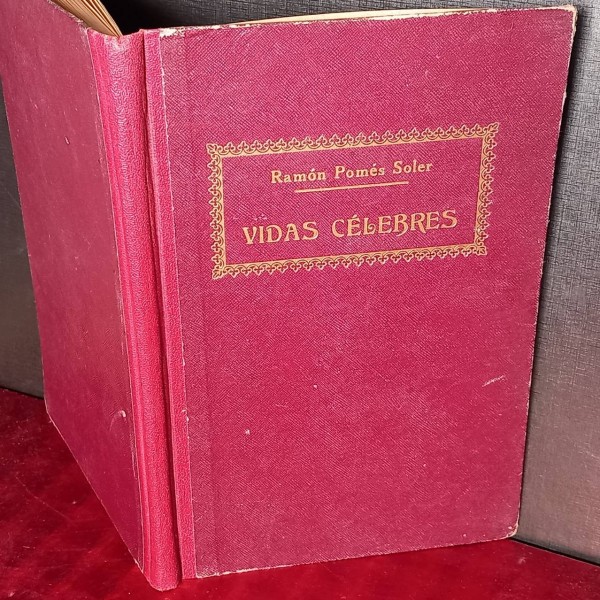 Ramón Pomés Soler
VIDAS CÉLEBRES